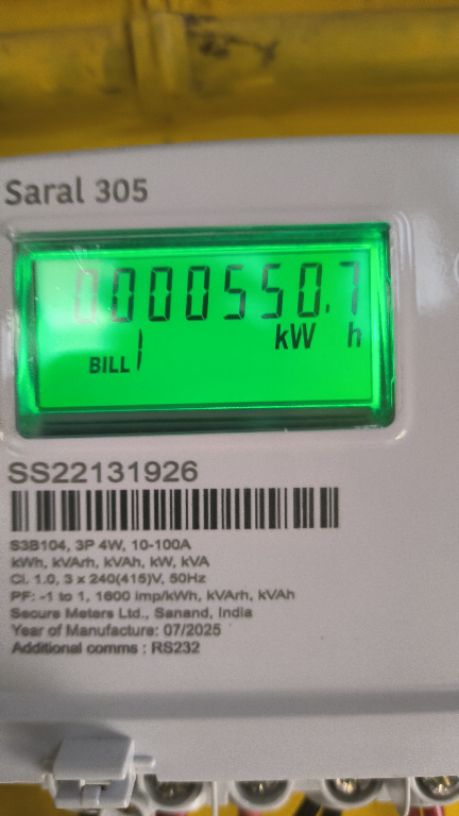 Saral 305
0000550.7
kW h
BILL 1
SS22131926
S3B104, 3P 4W, 10-100A
kWh, kVArh, kVAh, kW, kVA
Cl. 1.0, 3 x 240(415)V, 50Hz
PF: -1 to 1, 1600 imp/kWh, kVArh, kVAh
Secure Meters Ltd., Sanand, India
Year of Manufacture: 07/2025
Additional comms : RS232